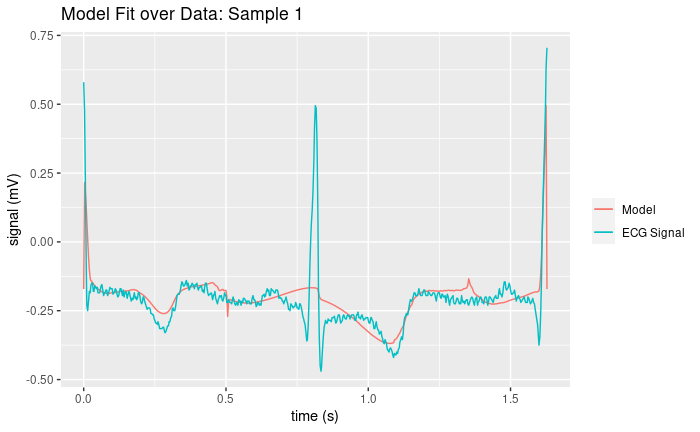 Model Fit over Data: Sample 1
signal (mV)
0.75
0.50
0.25
0.00
-0.25
-0.50
0.0 0.5 1.0 1.5
time (s)
Model
ECG Signal